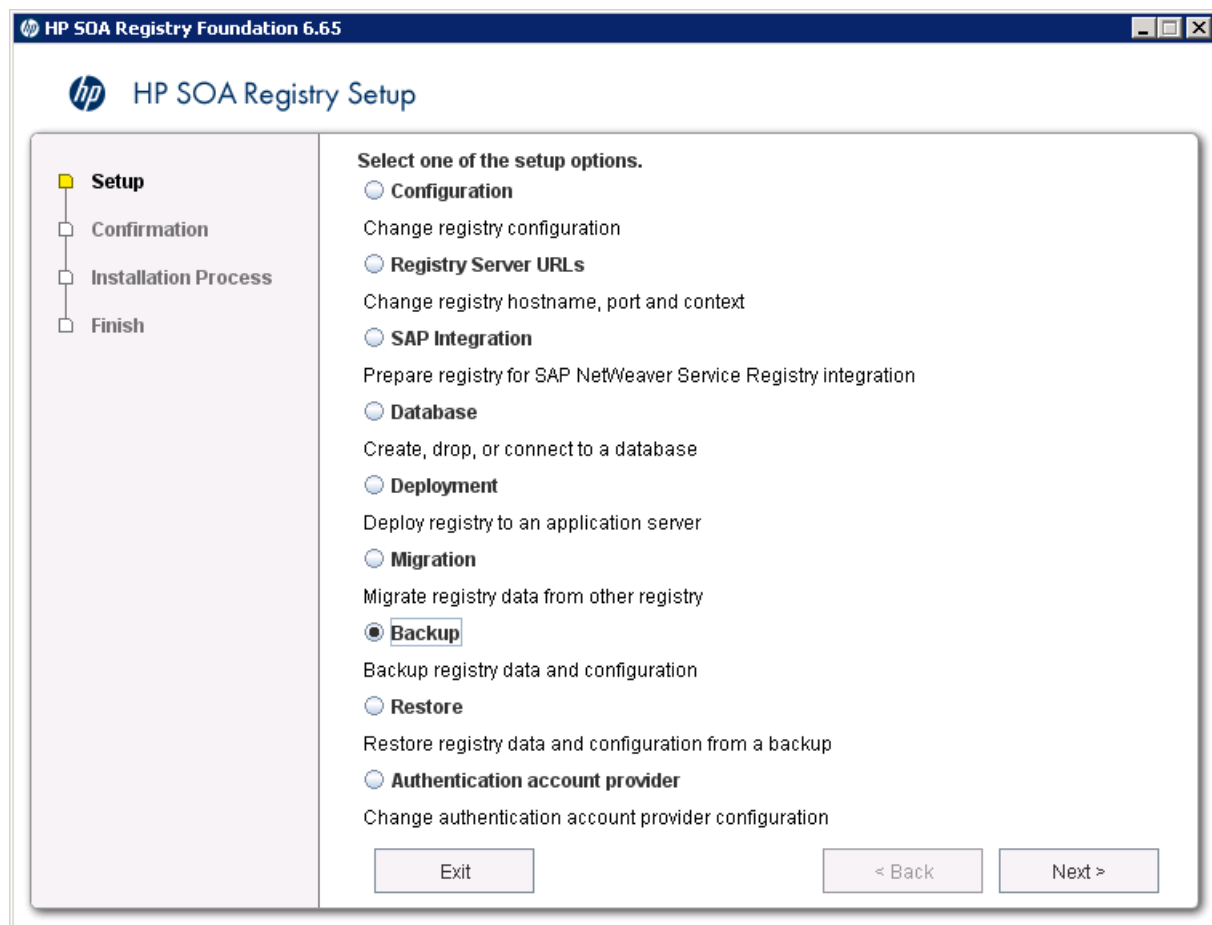 HP SOA Registry Foundation 6.65
hp HP SOA Registry Setup
Setup
Confirmation
Installation Process
Finish
Select one of the setup options.
Configuration
Change registry configuration
Registry Server URLs
Change registry hostname, port and context
SAP Integration
Prepare registry for SAP NetWeaver Service Registry integration
Database
Create, drop, or connect to a database
Deployment
Deploy registry to an application server
Migration
Migrate registry data from other registry
Backup
Backup registry data and configuration
Restore
Restore registry data and configuration from a backup
Authentication account provider
Change authentication account provider configuration
Exit < Back Next >